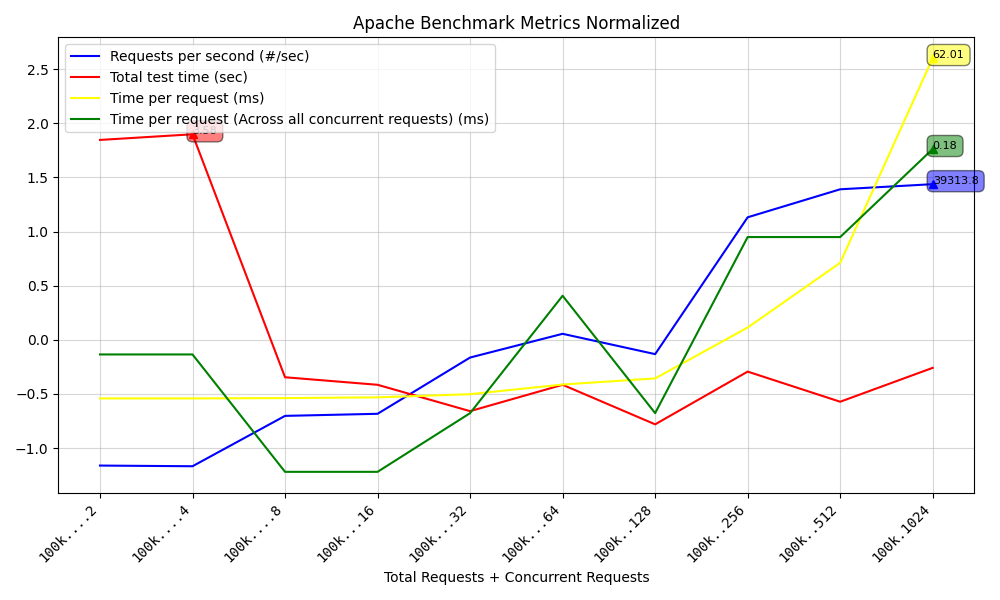 Apache Benchmark Metrics Normalized
Requests per second (#/sec)
Total test time (sec)
Time per request (ms)
Time per request (Across all concurrent requests) (ms)
62.01
0.18
39313.8
2.5
2.0
1.5
1.0
0.5
0.0
−0.5
−1.0
100k....2
100k....4
100k....8
100k...16
100k...32
100k...64
100k..128
100k..256
100k..512
100k.1024
Total Requests + Concurrent Requests